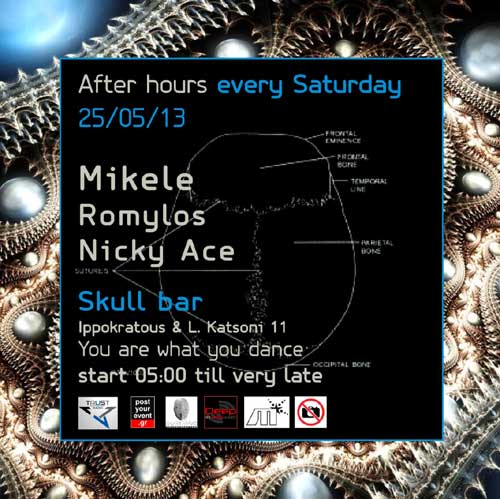 After hours every Saturday
25/05/13
FRONTAL
EMINENCE
FRONTAL
BONE
TEMPORAL
LINE
Mikele
Romylos
Nicky Ace
PARIETAL
BONE
SUTURES
Skull bar
Ippokratous & L. Katsoni 11
You are what you dance
OCCIPITAL BONE
start 05:00 till very late
TRUST
post
your
event
.gr
Deep